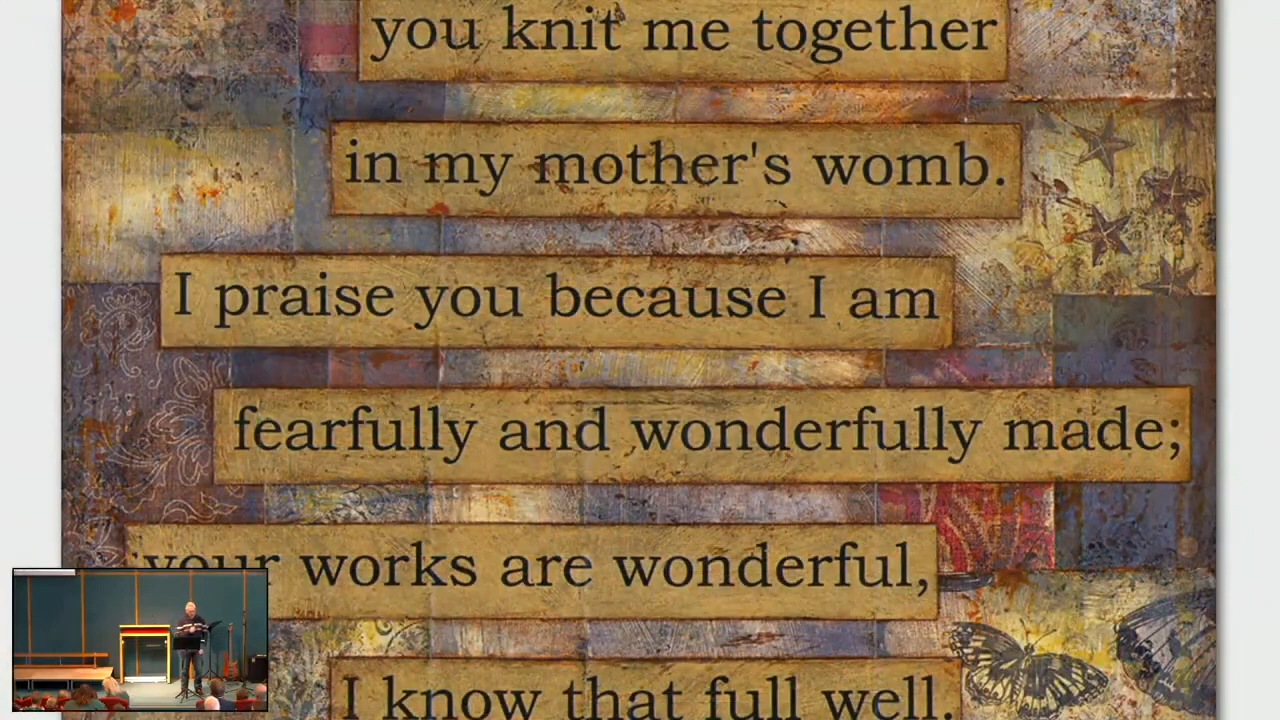 you knit me together
in my mother's womb.
I praise you because I am
fearfully and wonderfully made;
your works are wonderful,
I know that full well.